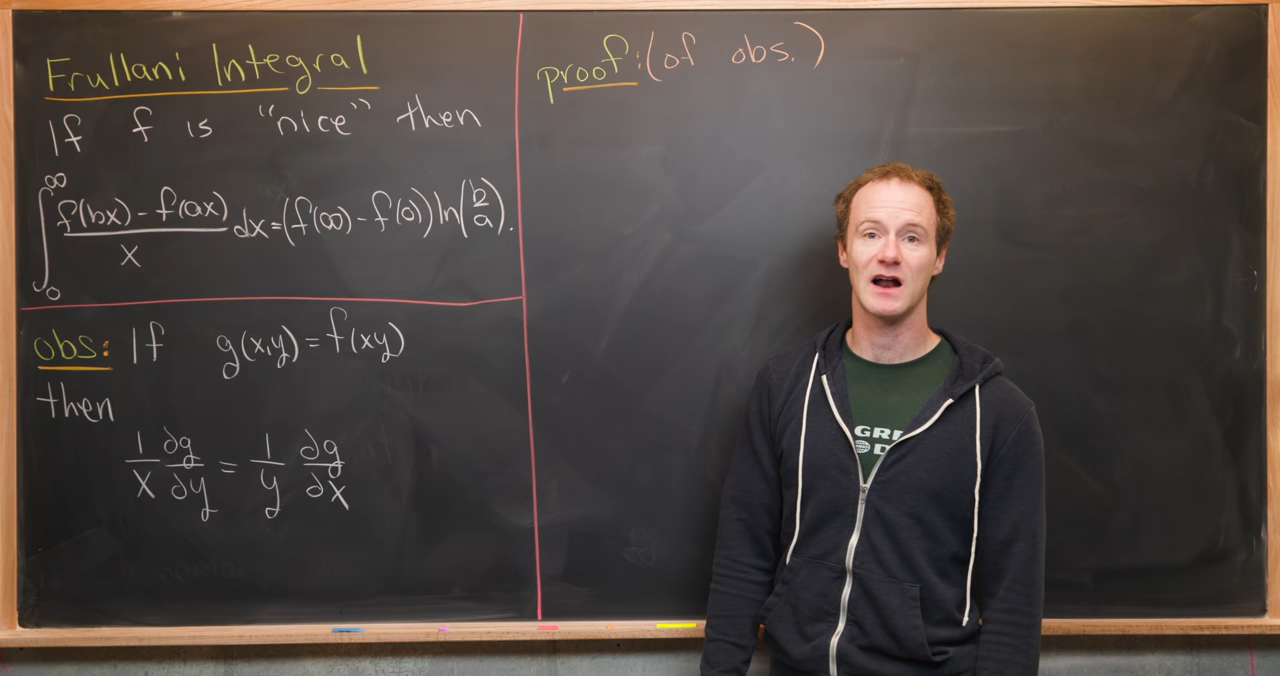 Frullani Integral
If f is "nice" then
∫₀^∞ (f(bx) - f(ax))/x dx = (f(∞) - f(0)) ln(b/a).
obs: If g(x,y) = f(xy)
then
1/x ∂g/∂y = 1/y ∂g/∂x
proof: (of obs.)